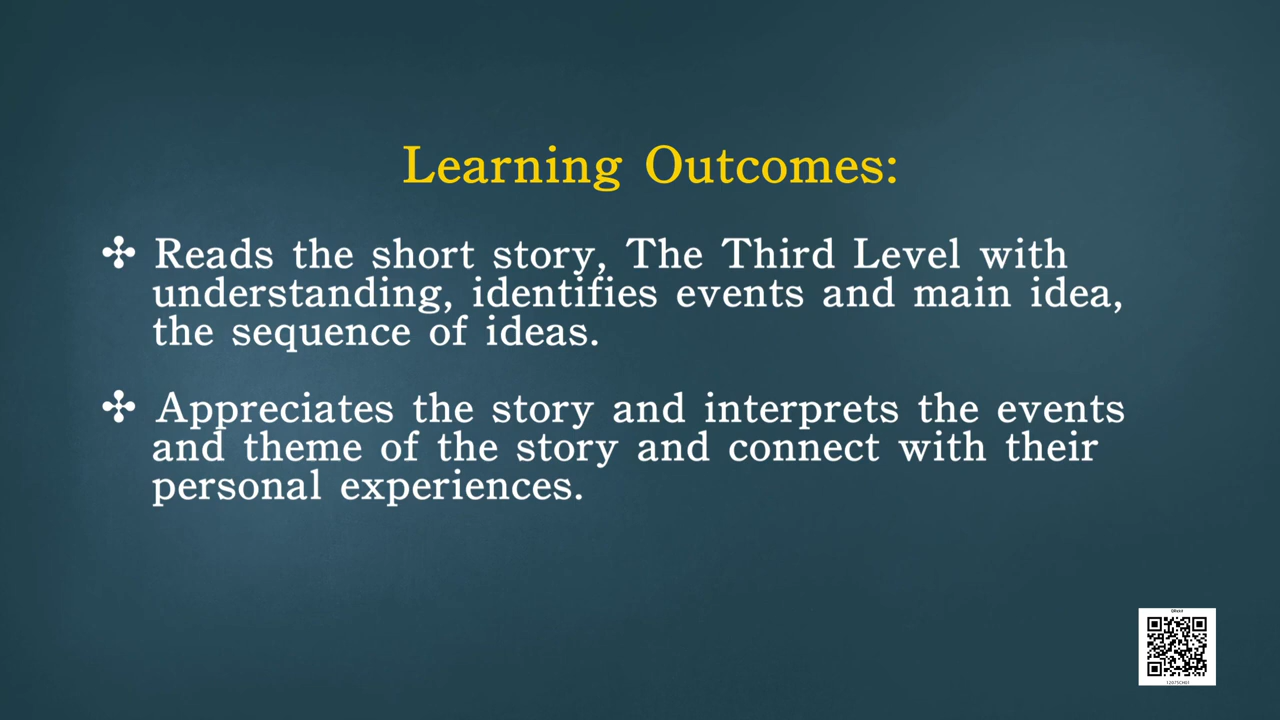 Learning Outcomes:
✣ Reads the short story, The Third Level with
understanding, identifies events and main idea,
the sequence of ideas.
✣ Appreciates the story and interprets the events
and theme of the story and connect with their
personal experiences.